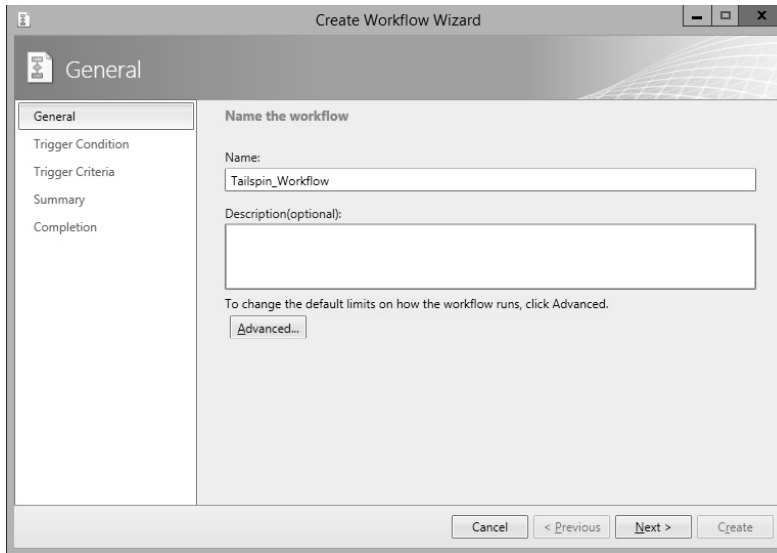 Create Workflow Wizard
General
General
Trigger Condition
Trigger Criteria
Summary
Completion
Name the workflow
Name:
Tailspin_Workflow
Description(optional):
To change the default limits on how the workflow runs, click Advanced.
Advanced...
Cancel
< Previous
Next >
Create